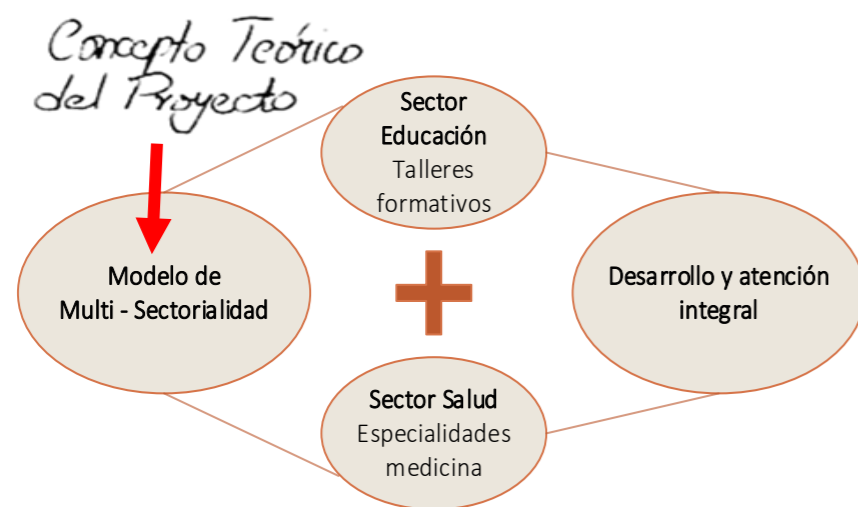 Concepto Teórico
del Proyecto
Sector
Educación
Talleres
formativos
Modelo de
Multi - Sectorialidad
Desarrollo y atención
integral
Sector Salud
Especialidades
medicina